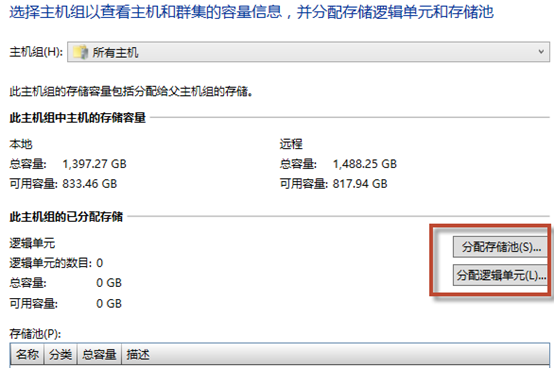 选择主机组以查看主机和群集的容量信息，并分配存储逻辑单元和存储池
主机组(H): 所有主机
此主机组的存储容量包括分配给父主机组的存储。
此主机组中主机的存储容量
本地 远程
总容量: 1,397.27 GB 总容量: 1,488.25 GB
可用容量: 833.46 GB 可用容量: 817.94 GB
此主机组的已分配存储
逻辑单元 分配存储池(S)...
逻辑单元的数目: 0 分配逻辑单元(L)...
总容量: 0 GB
可用容量: 0 GB
存储池(P):
名称 分类 总容量 描述